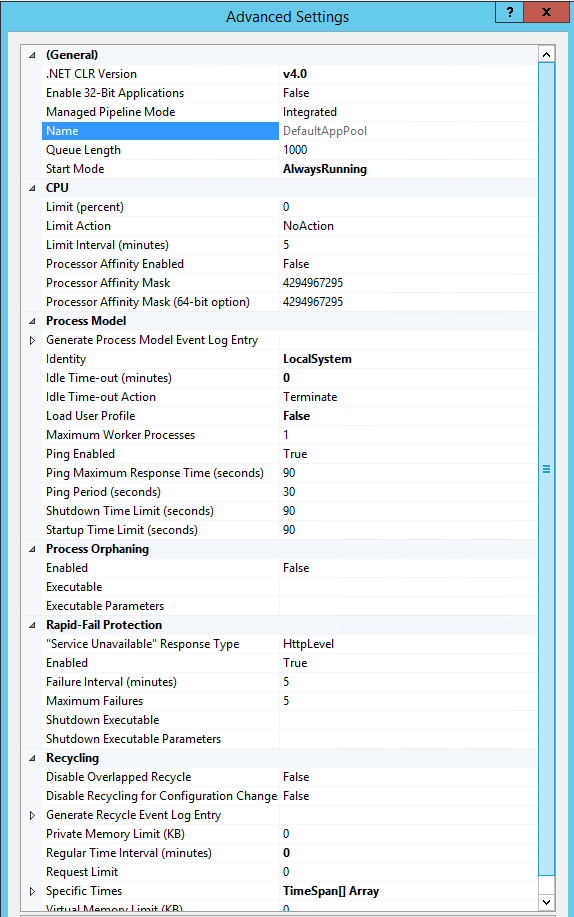 Advanced Settings
?
x
(General)
.NET CLR Version v4.0
Enable 32-Bit Applications False
Managed Pipeline Mode Integrated
Name DefaultAppPool
Queue Length 1000
Start Mode AlwaysRunning
CPU
Limit (percent) 0
Limit Action NoAction
Limit Interval (minutes) 5
Processor Affinity Enabled False
Processor Affinity Mask 4294967295
Processor Affinity Mask (64-bit option) 4294967295
Process Model
Generate Process Model Event Log Entry
Identity LocalSystem
Idle Time-out (minutes) 0
Idle Time-out Action Terminate
Load User Profile False
Maximum Worker Processes 1
Ping Enabled True
Ping Maximum Response Time (seconds) 90
Ping Period (seconds) 30
Shutdown Time Limit (seconds) 90
Startup Time Limit (seconds) 90
Process Orphaning
Enabled False
Executable
Executable Parameters
Rapid-Fail Protection
"Service Unavailable" Response Type HttpLevel
Enabled True
Failure Interval (minutes) 5
Maximum Failures 5
Shutdown Executable
Shutdown Executable Parameters
Recycling
Disable Overlapped Recycle False
Disable Recycling for Configuration Change False
Generate Recycle Event Log Entry
Private Memory Limit (KB) 0
Regular Time Interval (minutes) 0
Request Limit 0
Specific Times TimeSpan[] Array
Virtual Memory Limit (KB) 0